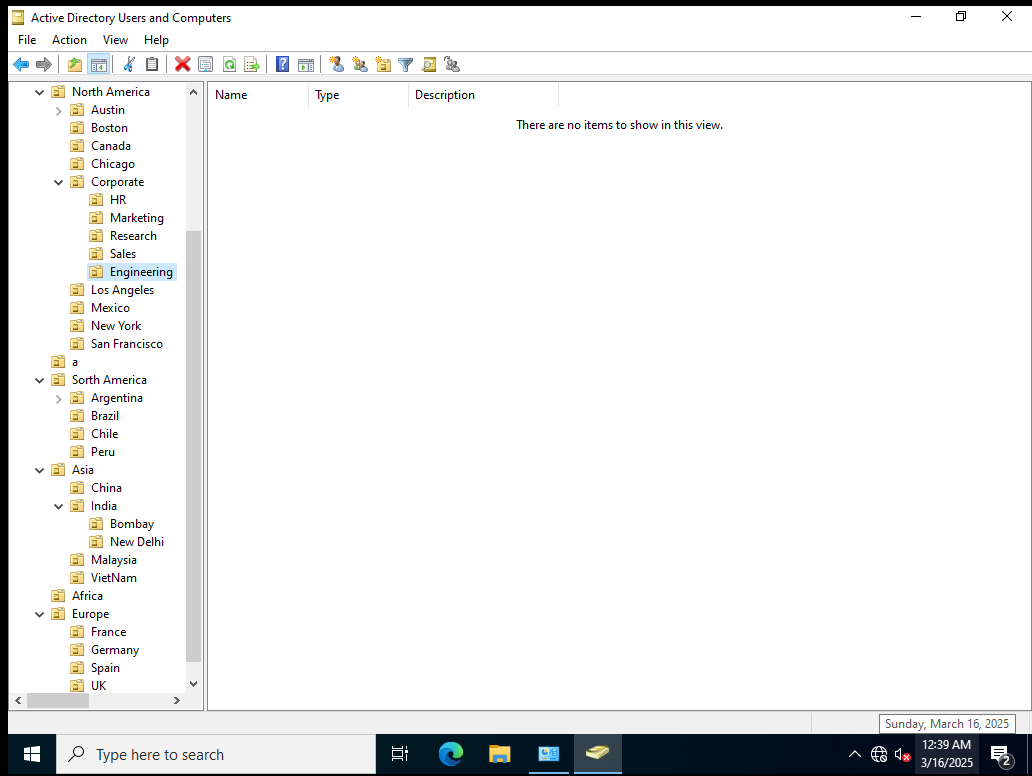 Active Directory Users and Computers
File Action View Help
Name Type Description
There are no items to show in this view.
North America
Austin
Boston
Canada
Chicago
Corporate
HR
Marketing
Research
Sales
Engineering
Los Angeles
Mexico
New York
San Francisco
a
Sorth America
Argentina
Brazil
Chile
Peru
Asia
China
India
Bombay
New Delhi
Malaysia
VietNam
Africa
Europe
France
Germany
Spain
UK
Sunday, March 16, 2025
Type here to search
12:39 AM
3/16/2025
2